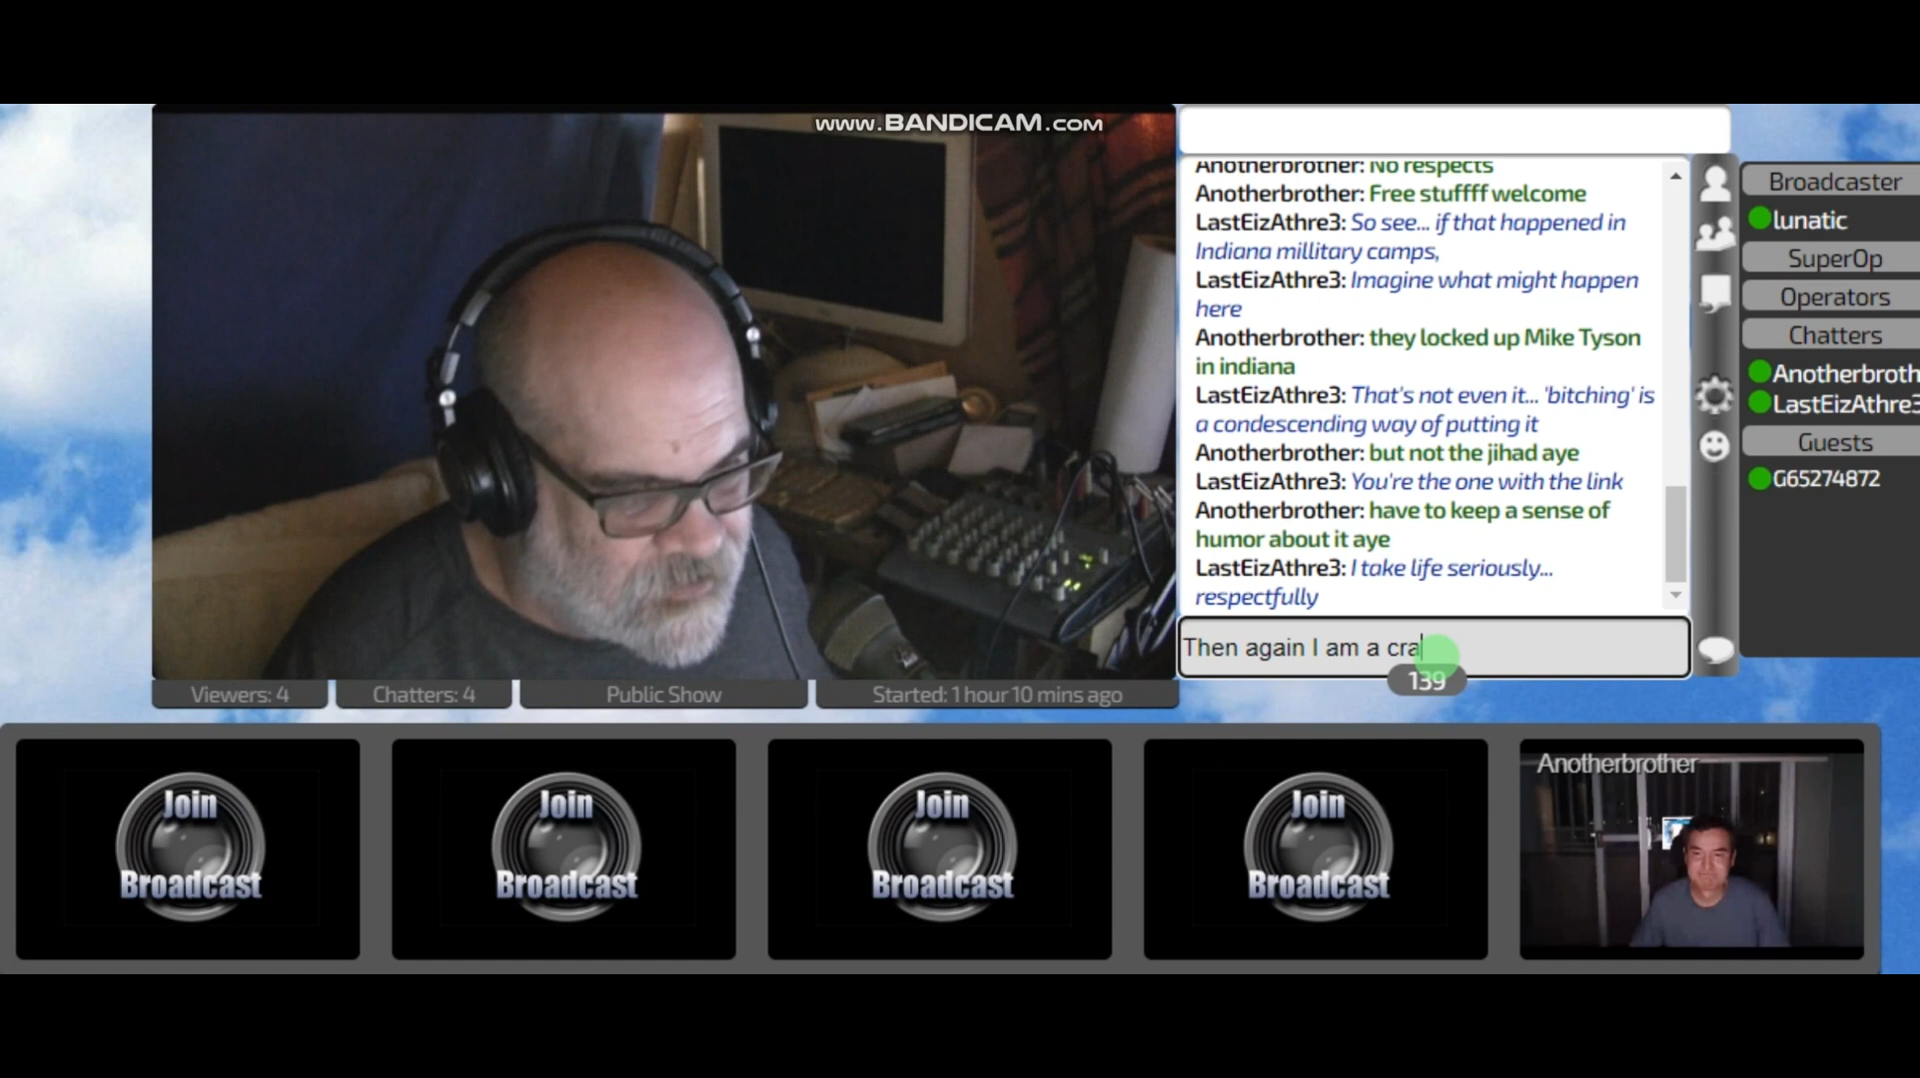 www.BANDICAM.com
Anotherbrother: No respects
Anotherbrother: Free stuffff welcome
LastEizAthre3: So see... if that happened in
Indiana millitary camps,
LastEizAthre3: Imagine what might happen
here
Anotherbrother: they locked up Mike Tyson
in indiana
LastEizAthre3: That's not even it... 'bitching' is
a condescending way of putting it
Anotherbrother: but not the jihad aye
LastEizAthre3: You're the one with the link
Anotherbrother: have to keep a sense of
humor about it aye
LastEizAthre3: I take life seriously...
respectfully
Then again I am a cra
139
Broadcaster
lunatic
SuperOp
Operators
Chatters
Anotherbroth
LastEizAthre3
Guests
G65274872
Viewers: 4
Chatters: 4
Public Show
Started: 1 hour 10 mins ago
Join
Broadcast
Join
Broadcast
Join
Broadcast
Join
Broadcast
Anotherbrother